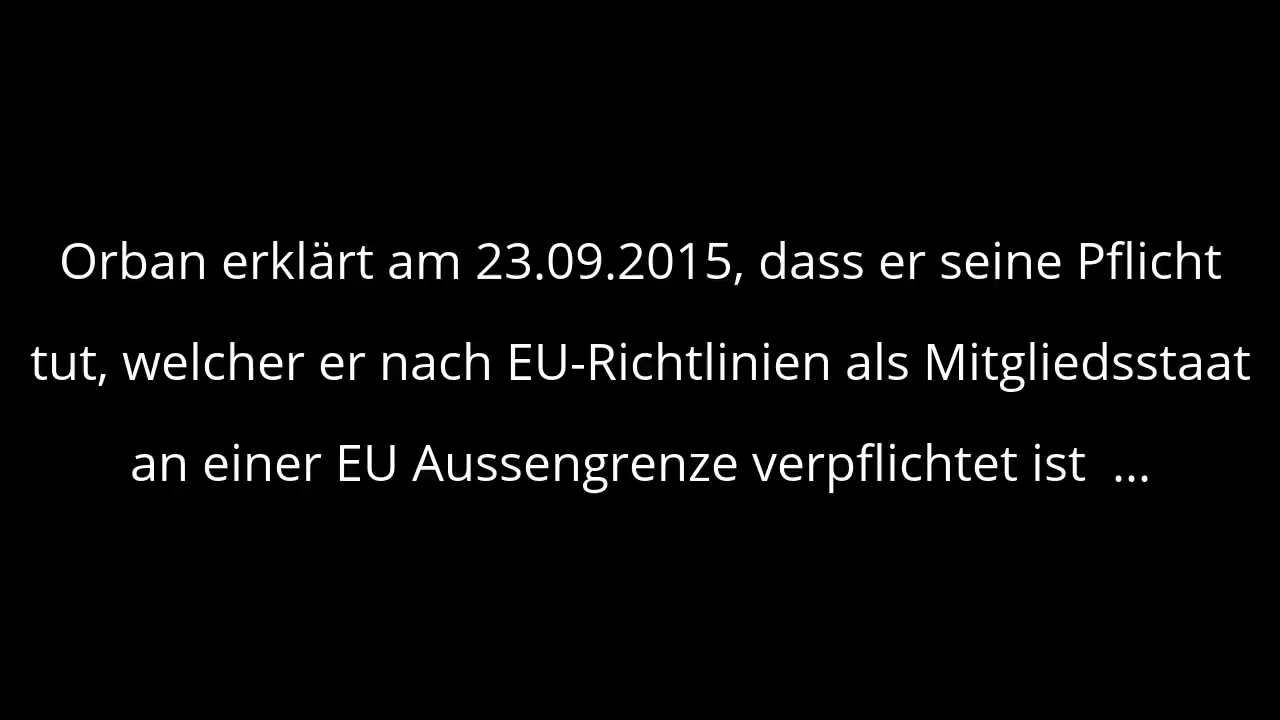 Orban erklärt am 23.09.2015, dass er seine Pflicht
tut, welcher er nach EU-Richtlinien als Mitgliedsstaat
an einer EU Aussengrenze verpflichtet ist  ...